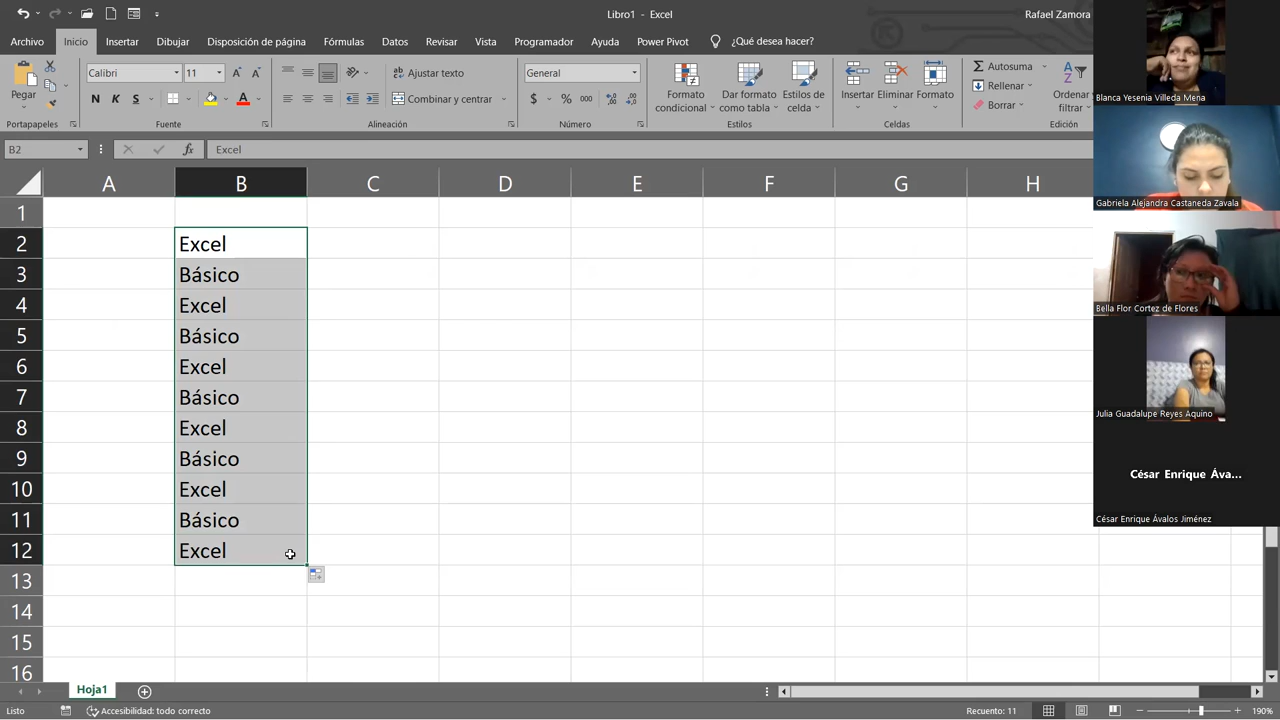 Libro1 - Excel
Rafael Zamora
Archivo Inicio Insertar Dibujar Disposición de página Fórmulas Datos Revisar Vista Programador Ayuda Power Pivot ¿Qué desea hacer?
Pegar
Calibri 11
N K S
Ajustar texto
Combinar y centrar
General
$ % 000
Formato condicional
Dar formato como tabla
Estilos de celda
Insertar Eliminar Formato
Autosuma
Rellenar
Borrar
Ordenar filtrar
Portapapeles Fuente Alineación Número Estilos Celdas Edición
B2 fx Excel
A B C D E F G H
1
2 Excel
3 Básico
4 Excel
5 Básico
6 Excel
7 Básico
8 Excel
9 Básico
10 Excel
11 Básico
12 Excel
13
14
15
16
Hoja1
Listo Accesibilidad: todo correcto Recuento: 11 190%
Blanca Yesenia Villeda Mena
Gabriela Alejandra Castaneda Zavala
Bella Flor Cortez de Flores
Julia Guadalupe Reyes Aquino
César Enrique Áva...
César Enrique Ávalos Jiménez